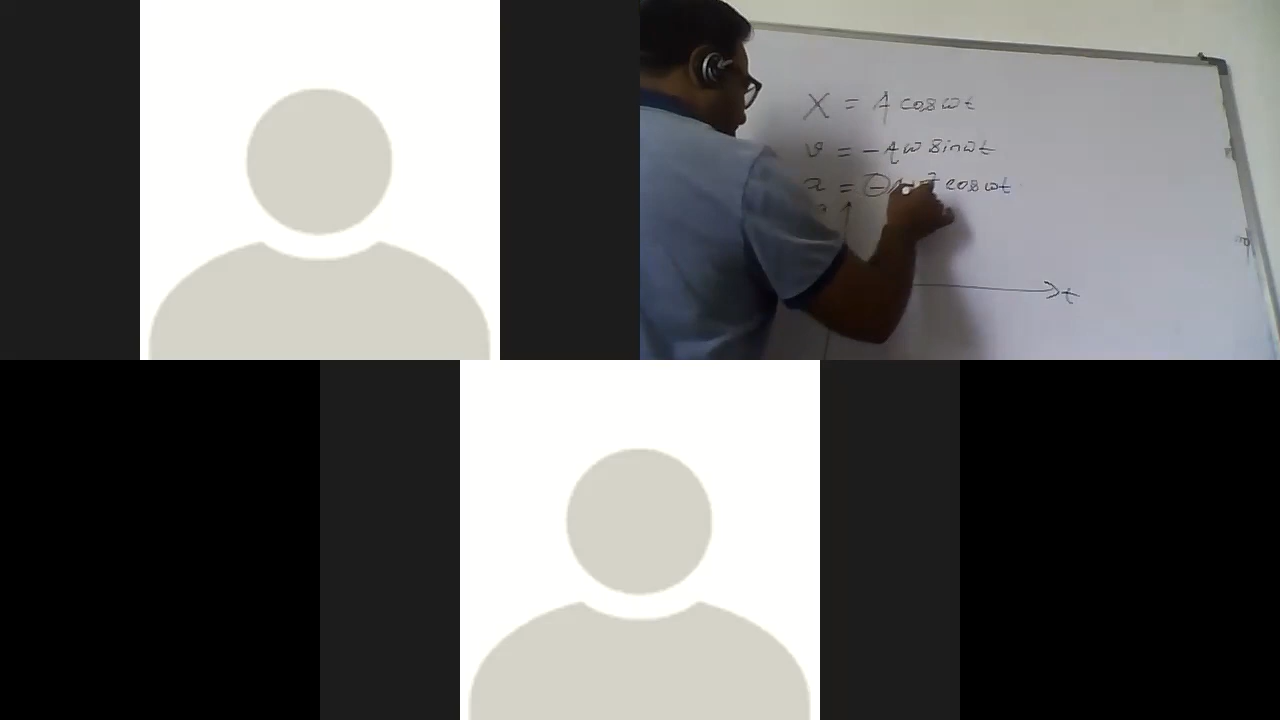 X = A cos ωt
v = -Aω sin ωt
a = - cos ωt
t